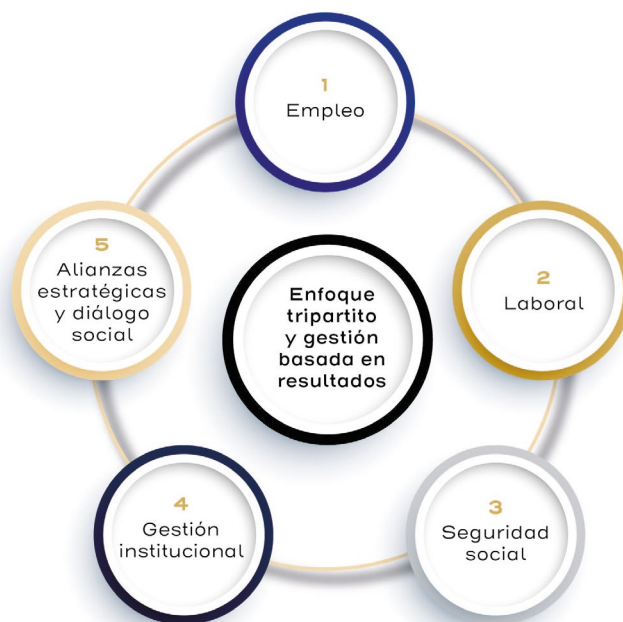 1
Empleo
2
Laboral
3
Seguridad
social
4
Gestión
institucional
5
Alianzas
estratégicas
y diálogo
social
Enfoque
tripartito
y gestión
basada en
resultados